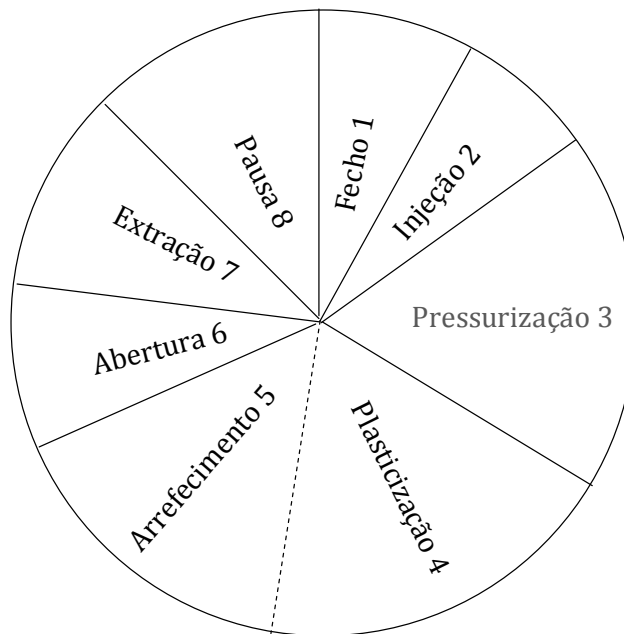 Fecho 1
Injeção 2
Pressurização 3
Plasticização 4
Arrefecimento 5
Abertura 6
Extração 7
Pausa 8